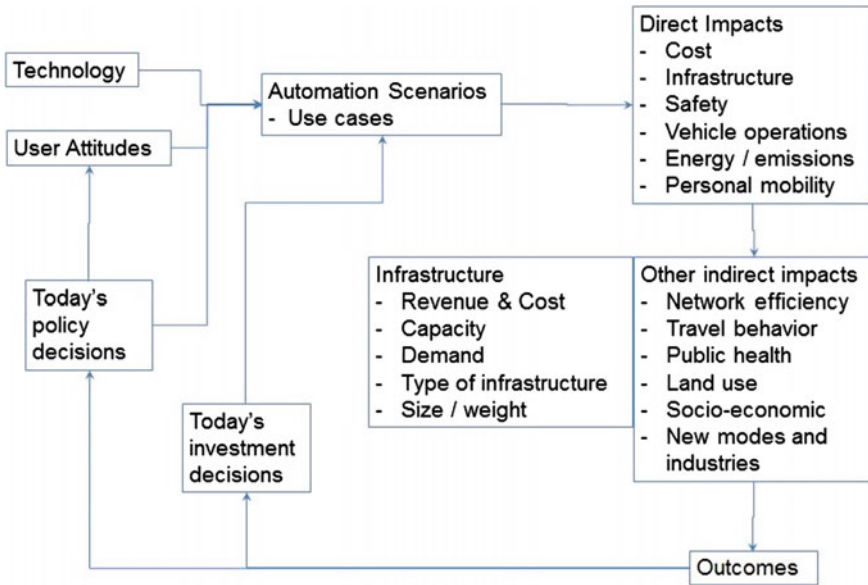 Technology
User Attitudes
Today's
policy
decisions
Today's
investment
decisions
Automation Scenarios
- Use cases
Direct Impacts
- Cost
- Infrastructure
- Safety
- Vehicle operations
- Energy / emissions
- Personal mobility
Infrastructure
- Revenue & Cost
- Capacity
- Demand
- Type of infrastructure
- Size / weight
Other indirect impacts
- Network efficiency
- Travel behavior
- Public health
- Land use
- Socio-economic
- New modes and
industries
Outcomes